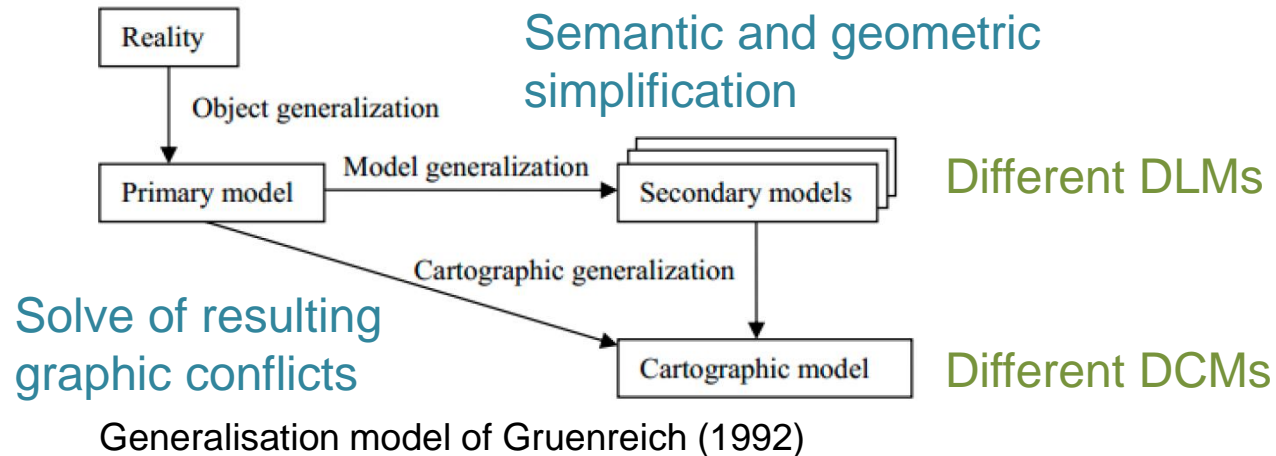 Reality
Semantic and geometric
simplification
Object generalization
Model generalization
Primary model
Secondary models
Different DLMs
Cartographic generalization
Solve of resulting
graphic conflicts
Cartographic model
Different DCMs
Generalisation model of Gruenreich (1992)